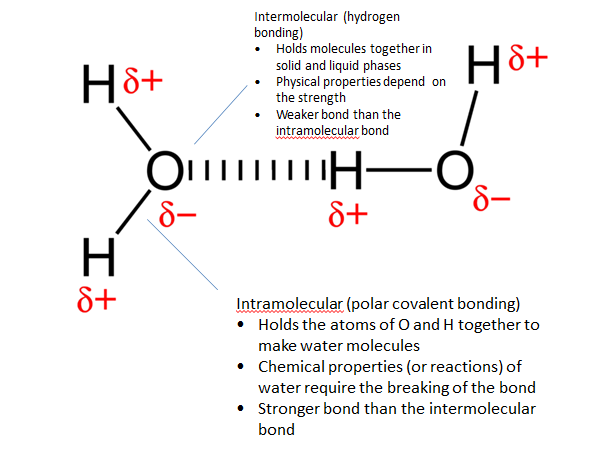 Intermolecular (hydrogen
bonding)
• Holds molecules together in
solid and liquid phases
• Physical properties depend on
the strength
• Weaker bond than the
intramolecular bond
H δ+
H δ+
O
H
O
δ−
δ+
δ−
H
δ+
Intramolecular (polar covalent bonding)
• Holds the atoms of O and H together to
make water molecules
• Chemical properties (or reactions) of
water require the breaking of the bond
• Stronger bond than the intermolecular
bond